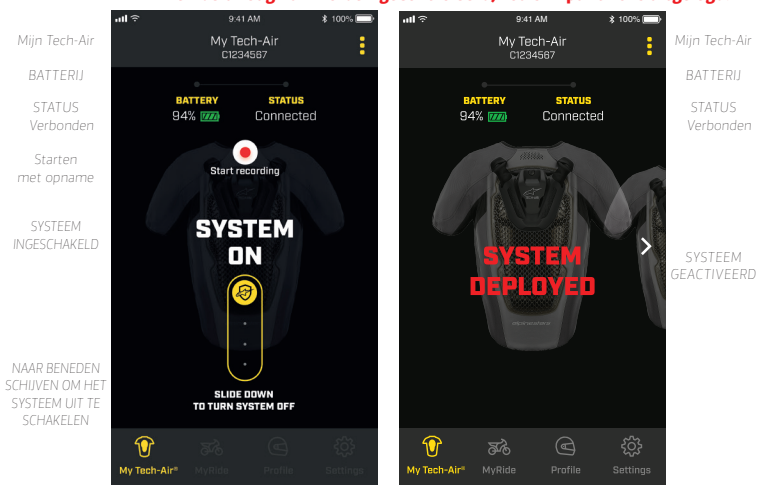 9:41 AM
100%
My Tech-Air
C1234567
BATTERY
STATUS
94%
Connected
Start recording
SYSTEM
ON
SLIDE DOWN
TO TURN SYSTEM OFF
My Tech-Air®
MyRide
Profile
Settings
9:41 AM
100%
My Tech-Air
C1234567
BATTERY
STATUS
94%
Connected
SYSTEM
DEPLOYED
My Tech-Air®
MyRide
Profile
Settings
Mijn Tech-Air
BATTERIJ
STATUS
Verbonden
Starten
met opname
SYSTEEM
INGESCHAKELD
NAAR BENEDEN
SCHIJVEN OM HET
SYSTEEM UIT TE
SCHAKELEN
Mijn Tech-Air
BATTERIJ
STATUS
Verbonden
SYSTEEM
GEACTIVEERD